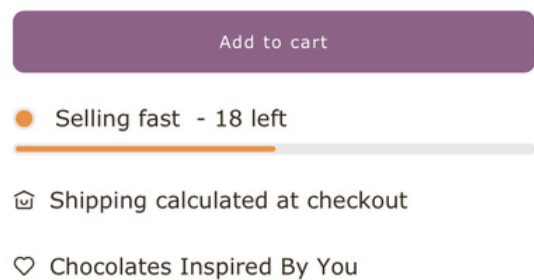 Add to cart
Selling fast - 18 left
Shipping calculated at checkout
Chocolates Inspired By You